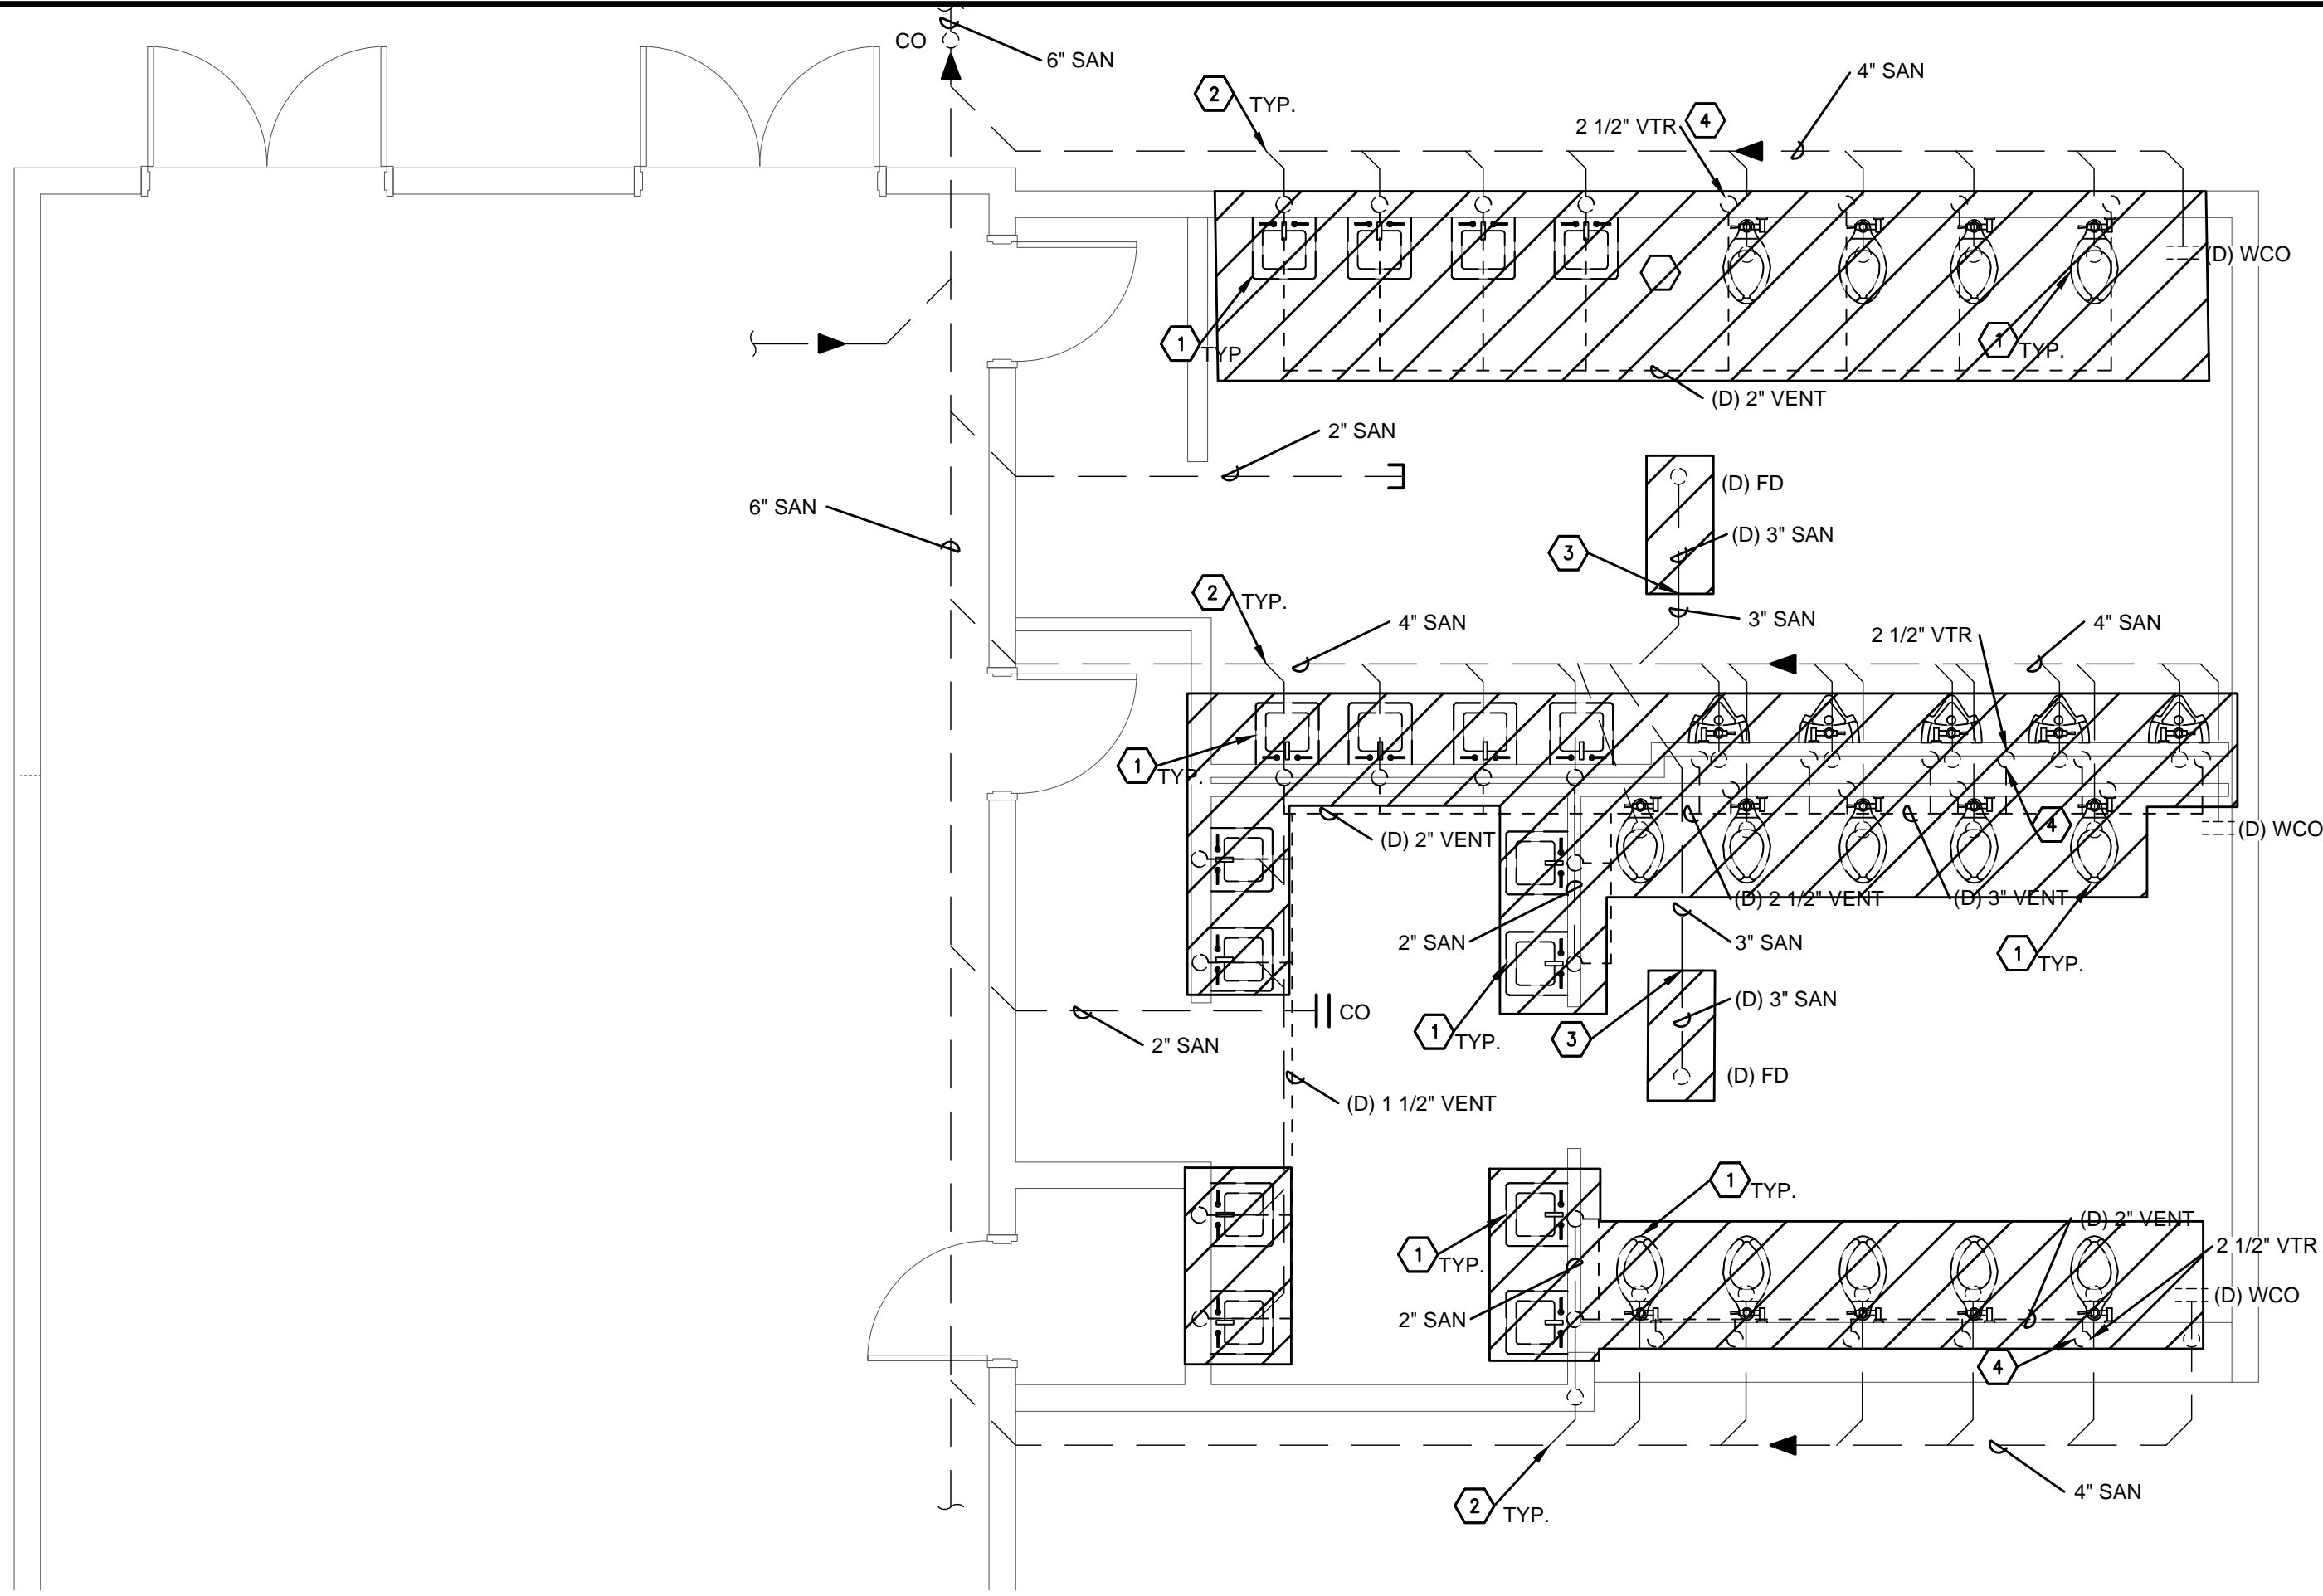 CO
6" SAN
2
TYP.
4" SAN
2 1/2" VTR
4
(D) WCO
1
TYP
1
TYP.
(D) 2" VENT
2" SAN
(D) FD
6" SAN
(D) 3" SAN
3
2
TYP.
4" SAN
3" SAN
2 1/2" VTR
4" SAN
1
TYP.
(D) 2" VENT
4
(D) WCO
(D) 2 1/2" VENT
(D) 3" VENT
2" SAN
3" SAN
1
TYP.
(D) 3" SAN
CO
1
TYP.
3
2" SAN
(D) FD
(D) 1 1/2" VENT
1
TYP.
(D) 2" VENT
2 1/2" VTR
1
TYP.
(D) WCO
2" SAN
4
4" SAN
2
TYP.